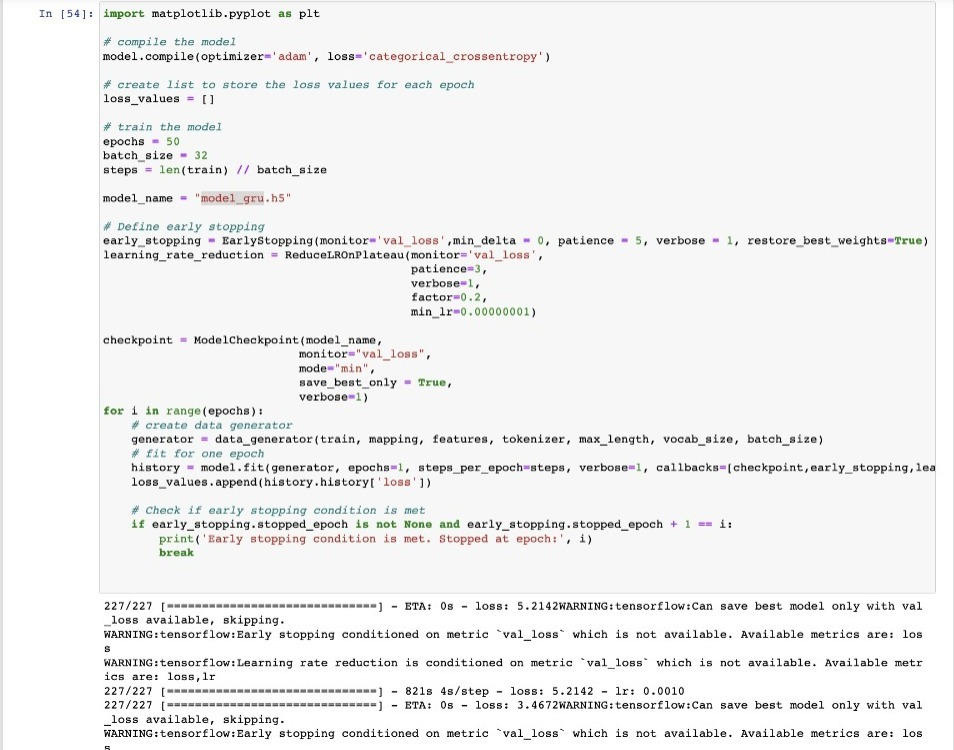 In [54]: import matplotlib.pyplot as plt
# compile the model
model.compile(optimizer='adam', loss='categorical_crossentropy')
# create list to store the loss values for each epoch
loss_values = []
# train the model
epochs = 50
batch_size = 32
steps = len(train) // batch_size
model_name = "model_gru.h5"
# Define early stopping
early_stopping = EarlyStopping(monitor='val_loss',min_delta = 0, patience = 5, verbose = 1, restore_best_weights=True)
learning_rate_reduction = ReduceLROnPlateau(monitor='val_loss',
patience=3,
verbose=1,
factor=0.2,
min_lr=0.00000001)
checkpoint = ModelCheckpoint(model_name,
monitor="val_loss",
mode="min",
save_best_only = True,
verbose=1)
for i in range(epochs):
# create data generator
generator = data_generator(train, mapping, features, tokenizer, max_length, vocab_size, batch_size)
# fit for one epoch
history = model.fit(generator, epochs=1, steps_per_epoch=steps, verbose=1, callbacks=[checkpoint,early_stopping,lea
loss_values.append(history.history['loss'])
# Check if early stopping condition is met
if early_stopping.stopped_epoch is not None and early_stopping.stopped_epoch + 1 == i:
print('Early stopping condition is met. Stopped at epoch:', i)
break
227/227 [==============================] - ETA: 0s - loss: 5.2142WARNING:tensorflow:Can save best model only with val
_loss available, skipping.
WARNING:tensorflow:Early stopping conditioned on metric `val_loss` which is not available. Available metrics are: los
s
WARNING:tensorflow:Learning rate reduction is conditioned on metric `val_loss` which is not available. Available metr
ics are: loss,lr
227/227 [==============================] - 821s 4s/step - loss: 5.2142 - lr: 0.0010
227/227 [==============================] - ETA: 0s - loss: 3.4672WARNING:tensorflow:Can save best model only with val
_loss available, skipping.
WARNING:tensorflow:Early stopping conditioned on metric `val_loss` which is not available. Available metrics are: los
s